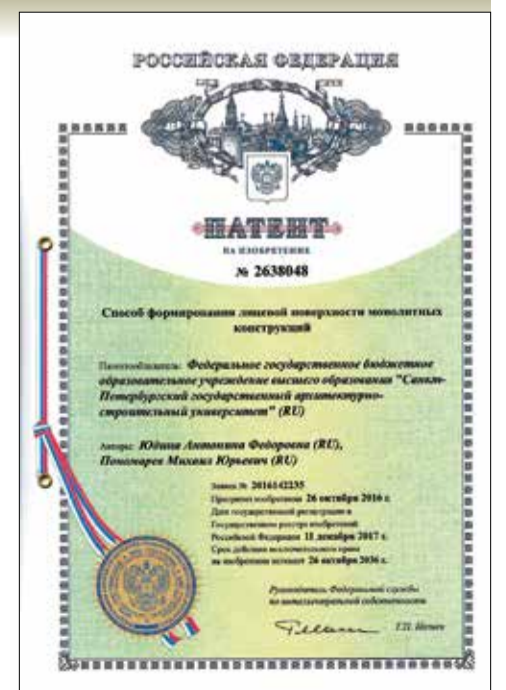 РОССИЙСКАЯ ФЕДЕРАЦИЯ
ПАТЕНТ
НА ИЗОБРЕТЕНИЕ
№ 2638048
Способ формирования лицевой поверхности монолитных
конструкций
Патентообладатель: Федеральное государственное бюджетное
образовательное учреждение высшего образования "Санкт-
Петербургский государственный архитектурно-
строительный университет" (RU)
Авторы: Юдина Антонина Федоровна (RU),
Пономарев Михаил Юрьевич (RU)
Заявка № 2016142235
Приоритет изобретения 26 октября 2016 г.
Дата государственной регистрации в
Государственном реестре изобретений
Российской Федерации 11 декабря 2017 г.
Срок действия исключительного права
на изобретение истекает 26 октября 2036 г.
Руководитель Федеральной службы
по интеллектуальной собственности
Г.П. Ивлиев